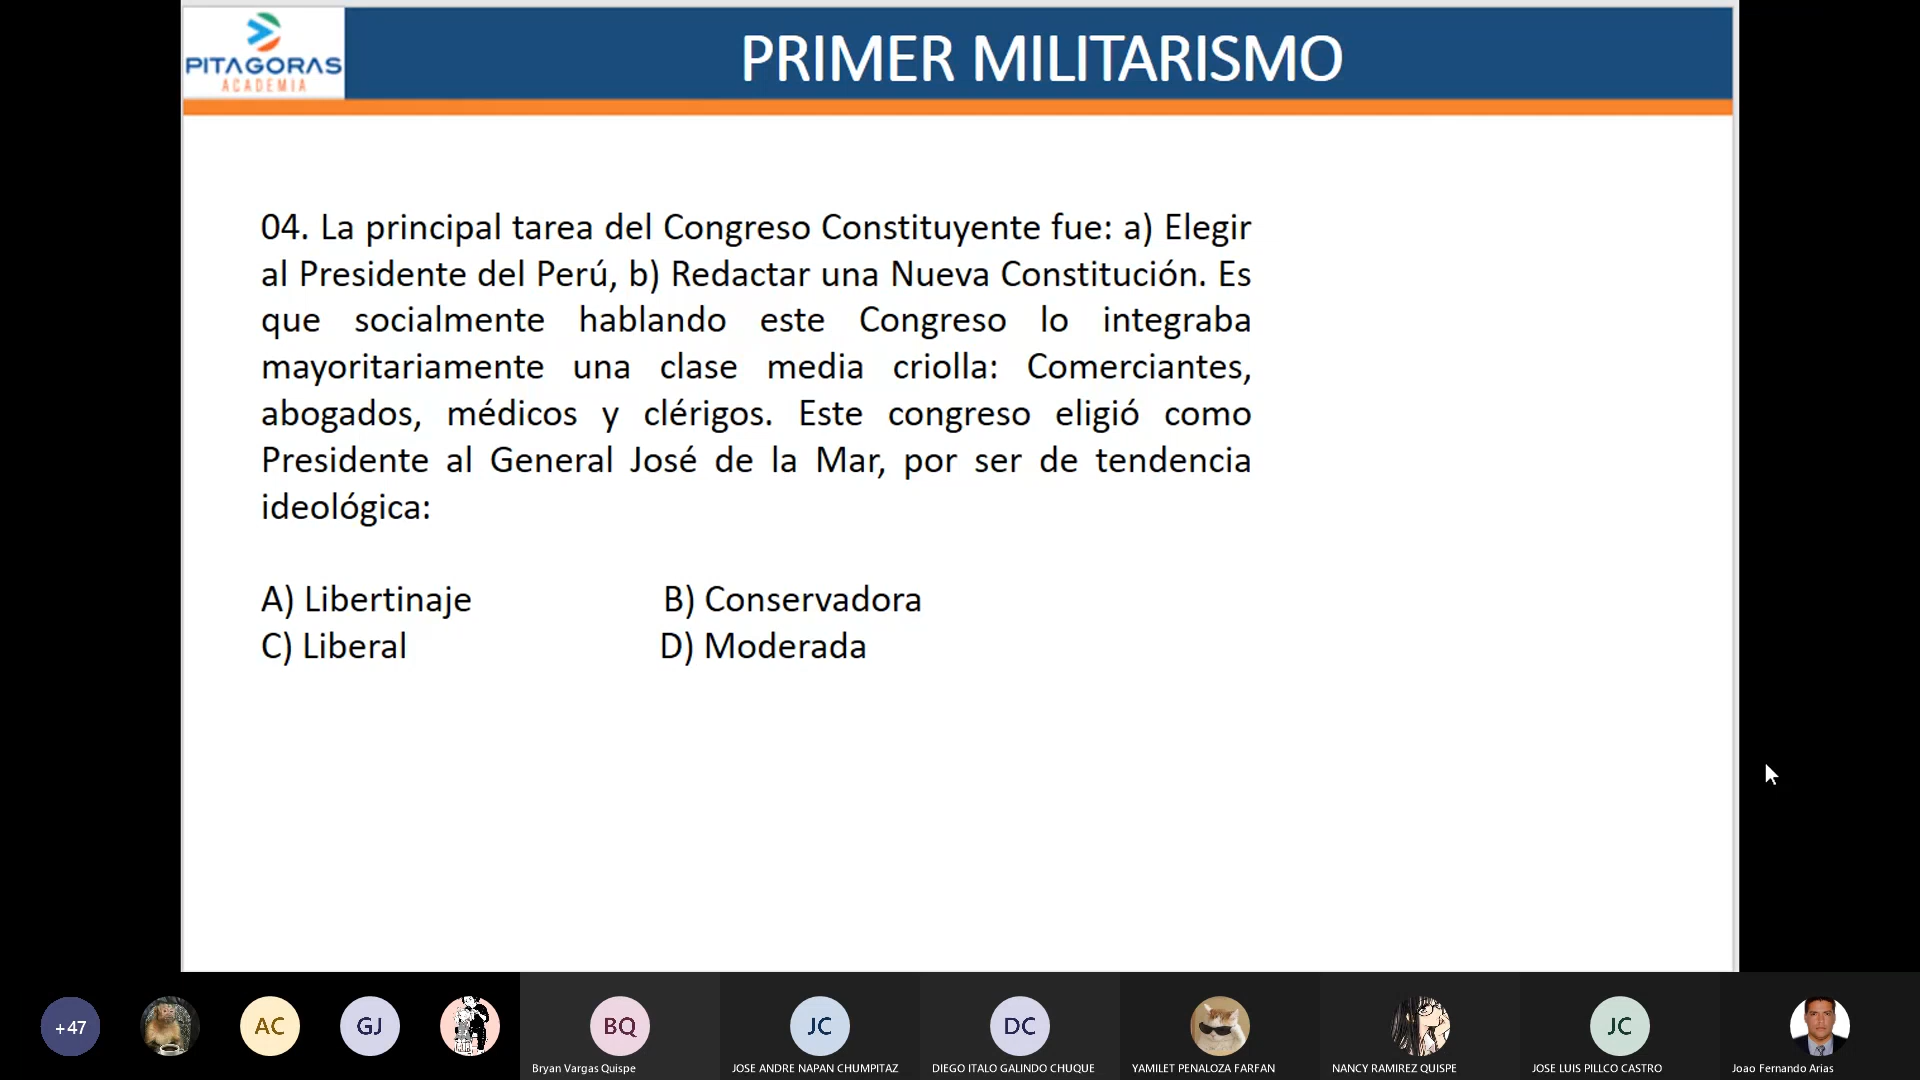 PITAGORAS
ACADEMIA
PRIMER MILITARISMO
04. La principal tarea del Congreso Constituyente fue: a) Elegir
al Presidente del Perú, b) Redactar una Nueva Constitución. Es
que socialmente hablando este Congreso lo integraba
mayoritariamente una clase media criolla: Comerciantes,
abogados, médicos y clérigos. Este congreso eligió como
Presidente al General José de la Mar, por ser de tendencia
ideológica:
A) Libertinaje B) Conservadora
C) Liberal D) Moderada
+47 AC GJ BQ JC DC JC
Bryan Vargas Quispe JOSE ANDRE NAPAN CHUMPITAZ DIEGO ITALO GALINDO CHUQUE YAMILET PENALOZA FARFAN NANCY RAMIREZ QUISPE JOSE LUIS PILLCO CASTRO Joao Fernando Arias